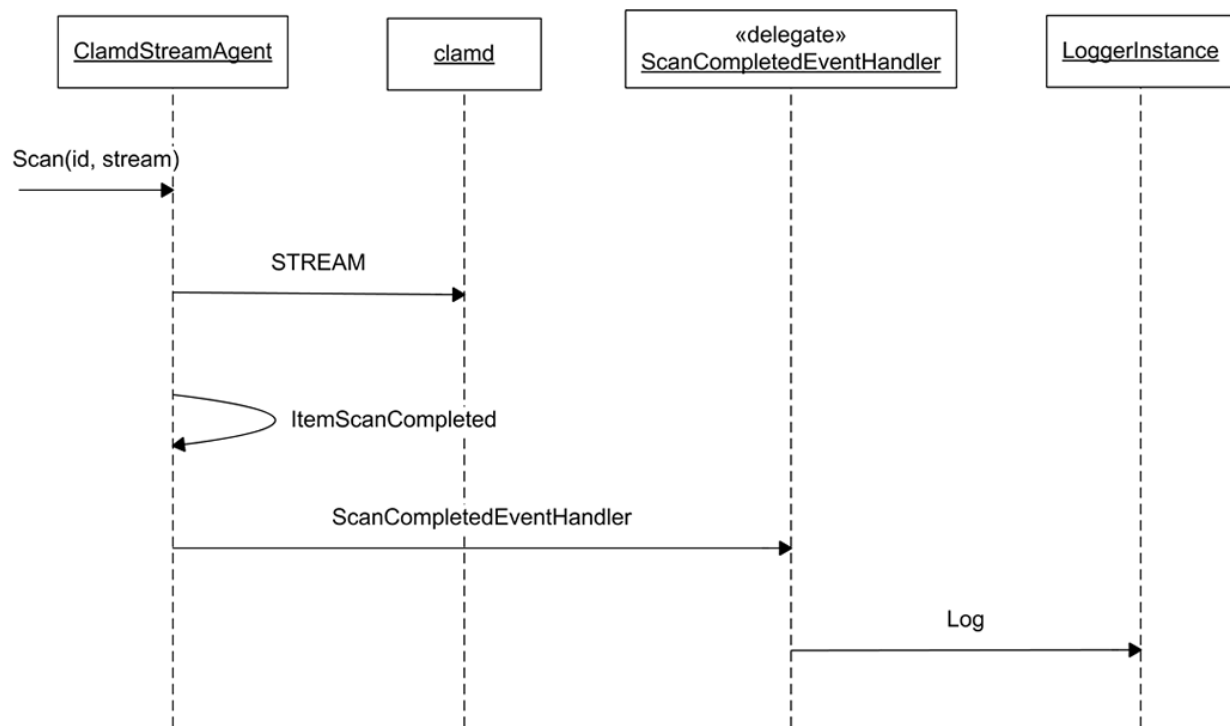 ClamdStreamAgent
clamd
«delegate»
ScanCompletedEventHandler
LoggerInstance
Scan(id, stream)
STREAM
ItemScanCompleted
ScanCompletedEventHandler
Log